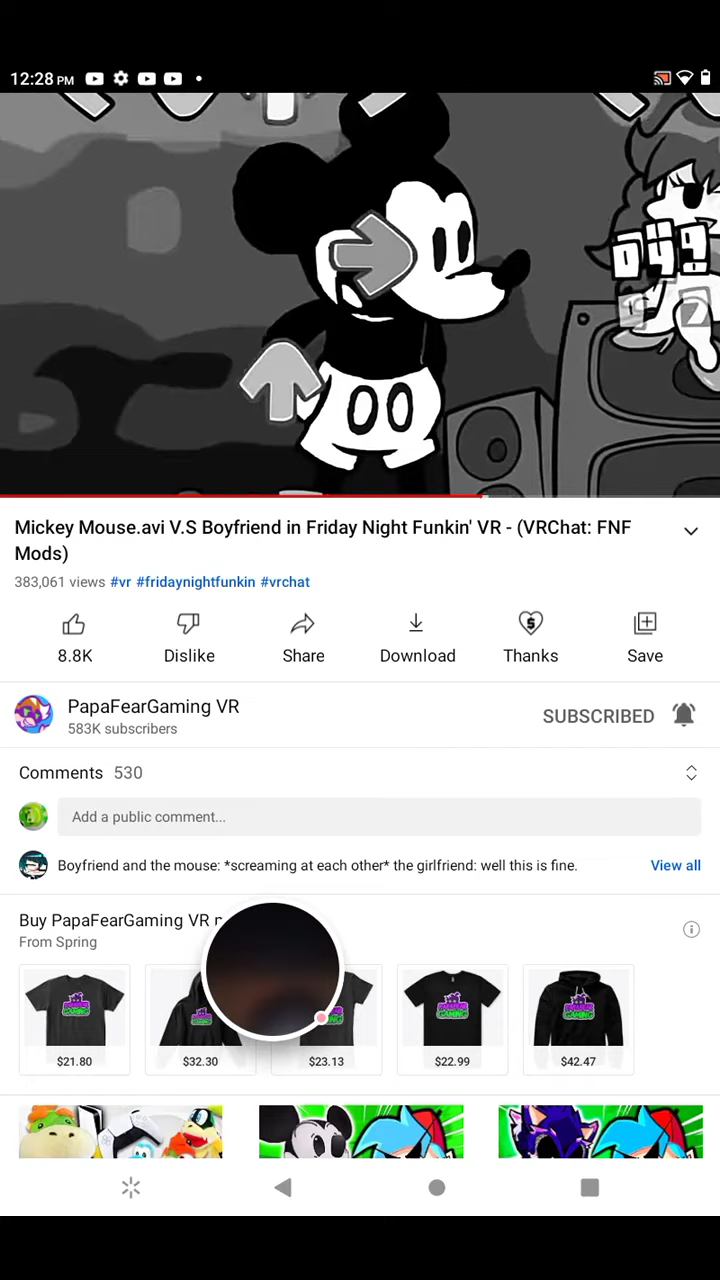 12:28 PM
049
Mickey Mouse.avi V.S Boyfriend in Friday Night Funkin' VR - (VRChat: FNF
Mods)
383,061 views #vr #fridaynightfunkin #vrchat
8.8K Dislike Share Download Thanks Save
PapaFearGaming VR
583K subscribers
SUBSCRIBED
Comments 530
Add a public comment...
Boyfriend and the mouse: *screaming at each other* the girlfriend: well this is fine.
View all
Buy PapaFearGaming VR
From Spring
$21.80 $32.30 $23.13 $22.99 $42.47